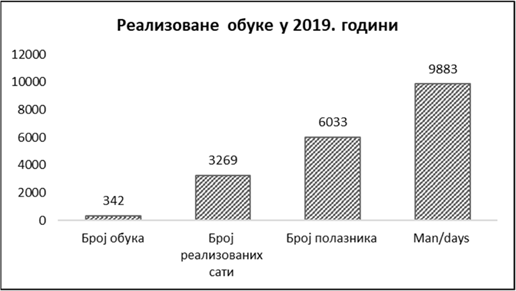 Реализоване обуке у 2019. години
12000
10000
8000
6000
4000
2000
0
342
3269
6033
9883
Број обука
Број
реализованих
сати
Број полазника
Man/days